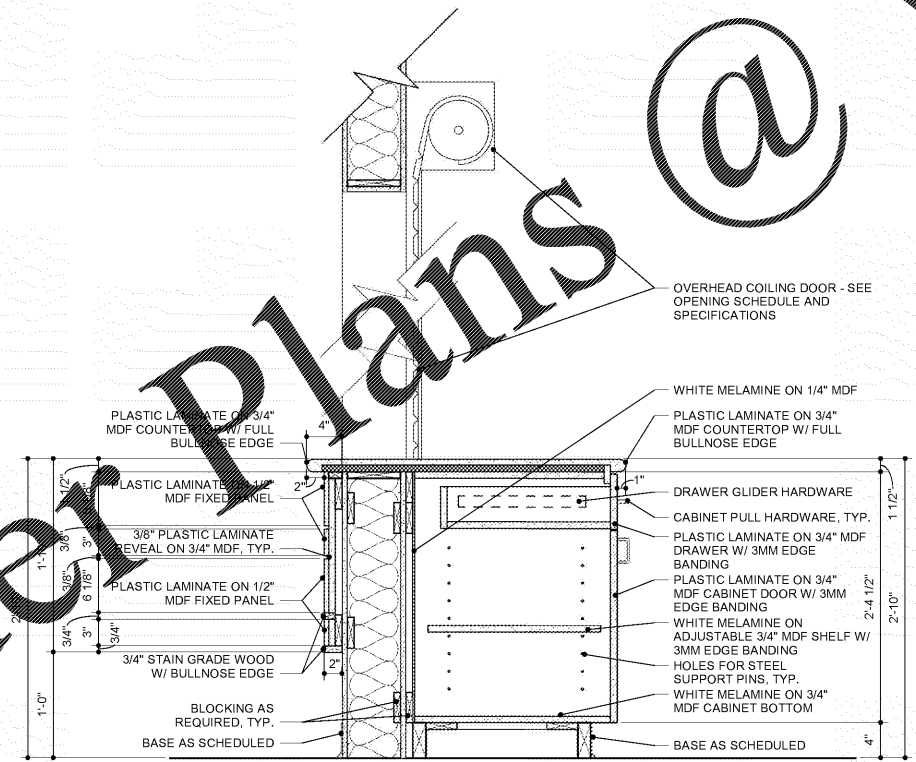 @
er Plans
OVERHEAD COILING DOOR - SEE
OPENING SCHEDULE AND
SPECIFICATIONS
WHITE MELAMINE ON 1/4" MDF
PLASTIC LAMINATE ON 3/4"
MDF COUNTERTOP W/ FULL
BULLNOSE EDGE
1"
DRAWER GLIDER HARDWARE
CABINET PULL HARDWARE, TYP.
PLASTIC LAMINATE ON 3/4" MDF
DRAWER W/ 3MM EDGE
BANDING
PLASTIC LAMINATE ON 3/4"
MDF CABINET DOOR W/ 3MM
EDGE BANDING
WHITE MELAMINE ON
ADJUSTABLE 3/4" MDF SHELF W/
3MM EDGE BANDING
HOLES FOR STEEL
SUPPORT PINS, TYP.
WHITE MELAMINE ON 3/4"
MDF CABINET BOTTOM
BASE AS SCHEDULED
1 1/2"
2'-4 1/2"
2'-10"
4"
PLASTIC LAMINATE ON 3/4"
MDF COUNTERTOP W/ FULL
BULLNOSE EDGE
4"
2"
PLASTIC LAMINATE ON 1/2"
MDF FIXED PANEL
3/8" PLASTIC LAMINATE
REVEAL ON 3/4" MDF, TYP.
PLASTIC LAMINATE ON 1/2"
MDF FIXED PANEL
3/4" STAIN GRADE WOOD
W/ BULLNOSE EDGE
2"
BLOCKING AS
REQUIRED, TYP.
BASE AS SCHEDULED
3/8"
3"
3/8"
6 1/8"
3/4"
3"
3/4"
1'-0"